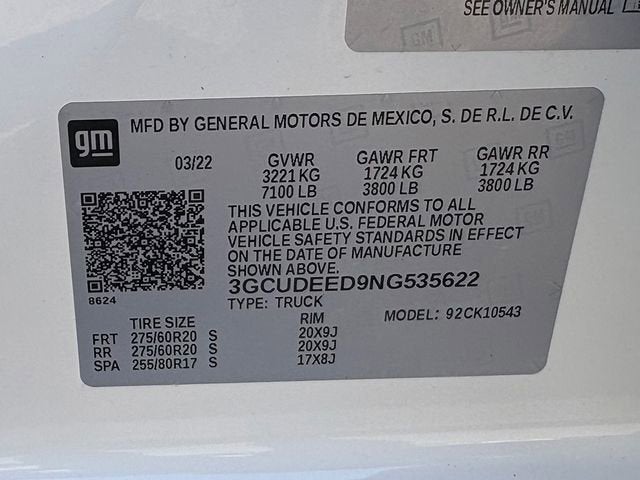 SEE OWNER'S MANUAL
GM
gm
MFD BY GENERAL MOTORS DE MEXICO, S. DE R.L. DE C.V.
03/22 GVWR GAWR FRT GAWR RR
3221 KG 1724 KG 1724 KG
7100 LB 3800 LB 3800 LB
THIS VEHICLE CONFORMS TO ALL
APPLICABLE U.S. FEDERAL MOTOR
VEHICLE SAFETY STANDARDS IN EFFECT
ON THE DATE OF MANUFACTURE
SHOWN ABOVE.
8624
3GCUDEED9NG535622
TYPE: TRUCK
MODEL: 92CK10543
TIRE SIZE RIM
FRT 275/60R20 S 20X9J
RR 275/60R20 S 20X9J
SPA 255/80R17 S 17X8J